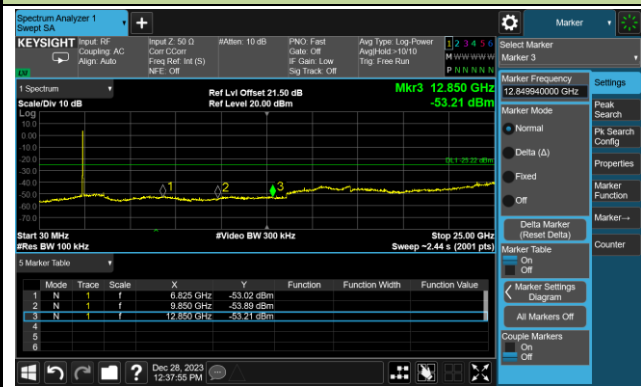 Spectrum Analyzer 1
Swept SA
+
Marker
KEYSIGHT
Input: RF
Coupling: AC
Align: Auto
Input Z: 50 Ω
Corr CCorr
Freq Ref: Int (S)
NFE: Off
#Atten: 10 dB
PNO: Fast
Gate: Off
IF Gain: Low
Sig Track: Off
Avg Type: Log-Power
Avg|Hold:>10/10
Trig: Free Run
1 2 3 4 5 6
M W W W W W
P N N N N N
LXI
Select Marker
Marker 3
1 Spectrum
Scale/Div 10 dB
Ref Lvl Offset 21.50 dB
Ref Level 20.00 dBm
Mkr3 12.850 GHz
-53.21 dBm
Marker Frequency
12.849940000 GHz
Settings
Peak Search
Pk Search Config
Properties
Marker Function
Marker→
Counter
Marker Mode
Normal
Delta (Δ)
Fixed
Off
Delta Marker
(Reset Delta)
Marker Table
On
Off
Marker Settings
Diagram
All Markers Off
Couple Markers
On
Off
Log
10.0
0.00
-10.0
-20.0
-30.0
-40.0
-50.0
-60.0
-70.0
DL1 -25.22 dBm
1
2
3
Start 30 MHz
#Video BW 300 kHz
Stop 25.00 GHz
#Res BW 100 kHz
Sweep ~2.44 s (2001 pts)
5 Marker Table
Mode Trace Scale X Y Function Function Width Function Value
1 N 1 f 6.825 GHz -53.02 dBm
2 N 1 f 9.850 GHz -53.89 dBm
3 N 1 f 12.850 GHz -53.21 dBm
4
5
6
?
Dec 28, 2023
12:37:55 PM